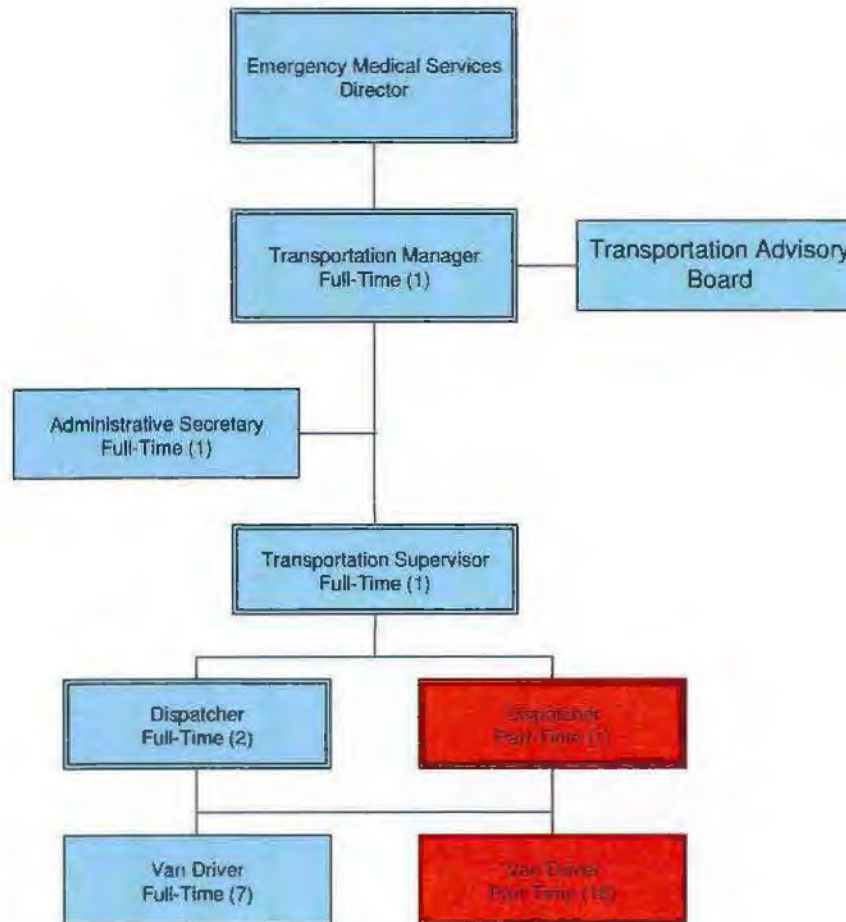 Emergency Medical Services
Director
Transportation Manager
Full-Time (1)
Transportation Advisory
Board
Administrative Secretary
Full-Time (1)
Transportation Supervisor
Full-Time (1)
Dispatcher
Full-Time (2)
Dispatcher
Part-Time (1)
Van Driver
Full-Time (7)
Van Driver
Part-Time